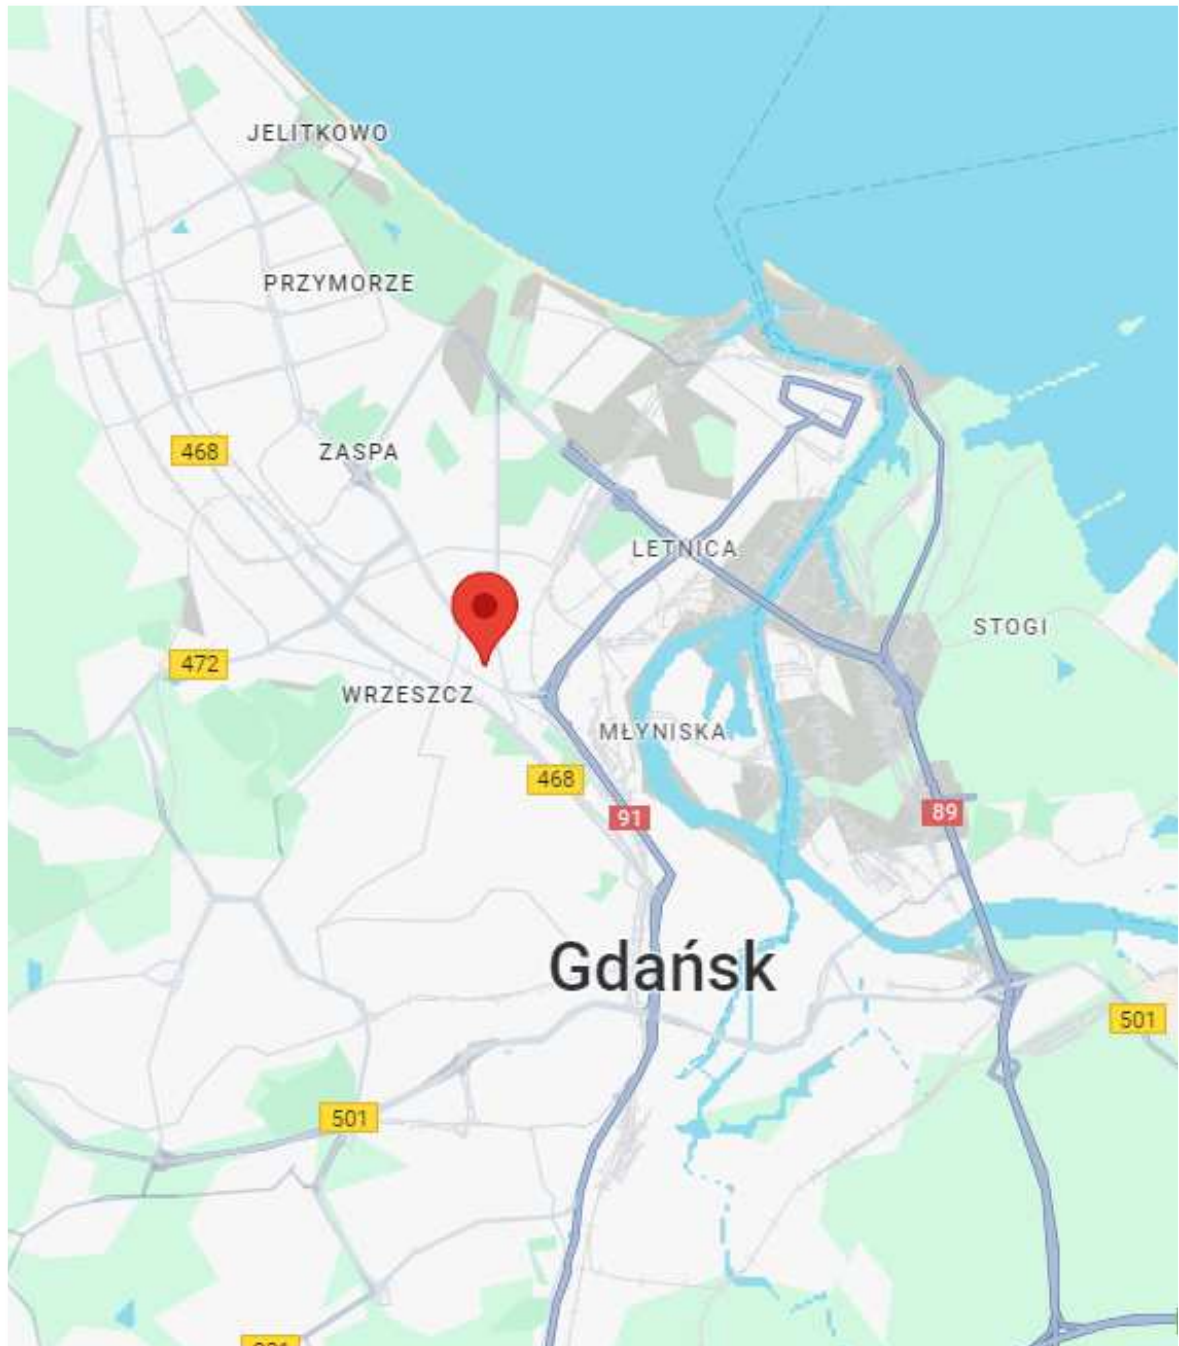 JELITKOWO
PRZYMORZE
468
ZASPA
LETNICA
STOGI
472
WRZESZCZ
MŁYNISKA
468
91
89
Gdańsk
501
501